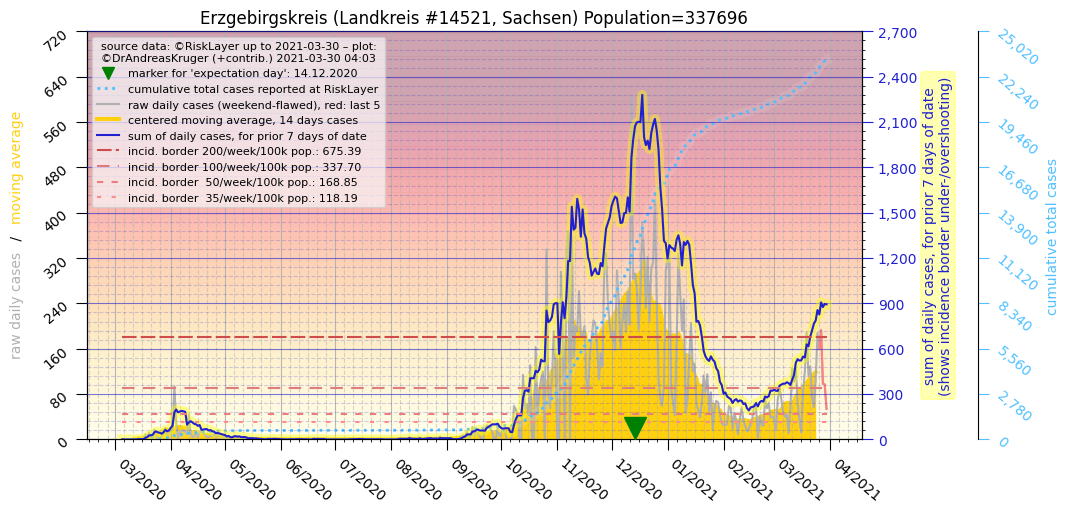 Erzgebirgskreis (Landkreis #14521, Sachsen) Population=337696
source data: ©RiskLayer up to 2021-03-30 – plot:
©DrAndreasKruger (+contrib.) 2021-03-30 04:03
marker for 'expectation day': 14.12.2020
cumulative total cases reported at RiskLayer
raw daily cases (weekend-flawed), red: last 5
centered moving average, 14 days cases
sum of daily cases, for prior 7 days of date
incid. border 200/week/100k pop.: 675.39
incid. border 100/week/100k pop.: 337.70
incid. border  50/week/100k pop.: 168.85
incid. border  35/week/100k pop.: 118.19
raw daily cases / moving average
720
640
560
480
400
320
240
160
80
0
03/2020
04/2020
05/2020
06/2020
07/2020
08/2020
09/2020
10/2020
11/2020
12/2020
01/2021
02/2021
03/2021
04/2021
2,700
2,400
2,100
1,800
1,500
1,200
900
600
300
0
sum of daily cases, for prior 7 days of date
(shows incidence border under-/overshooting)
25,020
22,240
19,460
16,680
13,900
11,120
8,340
5,560
2,780
0
cumulative total cases